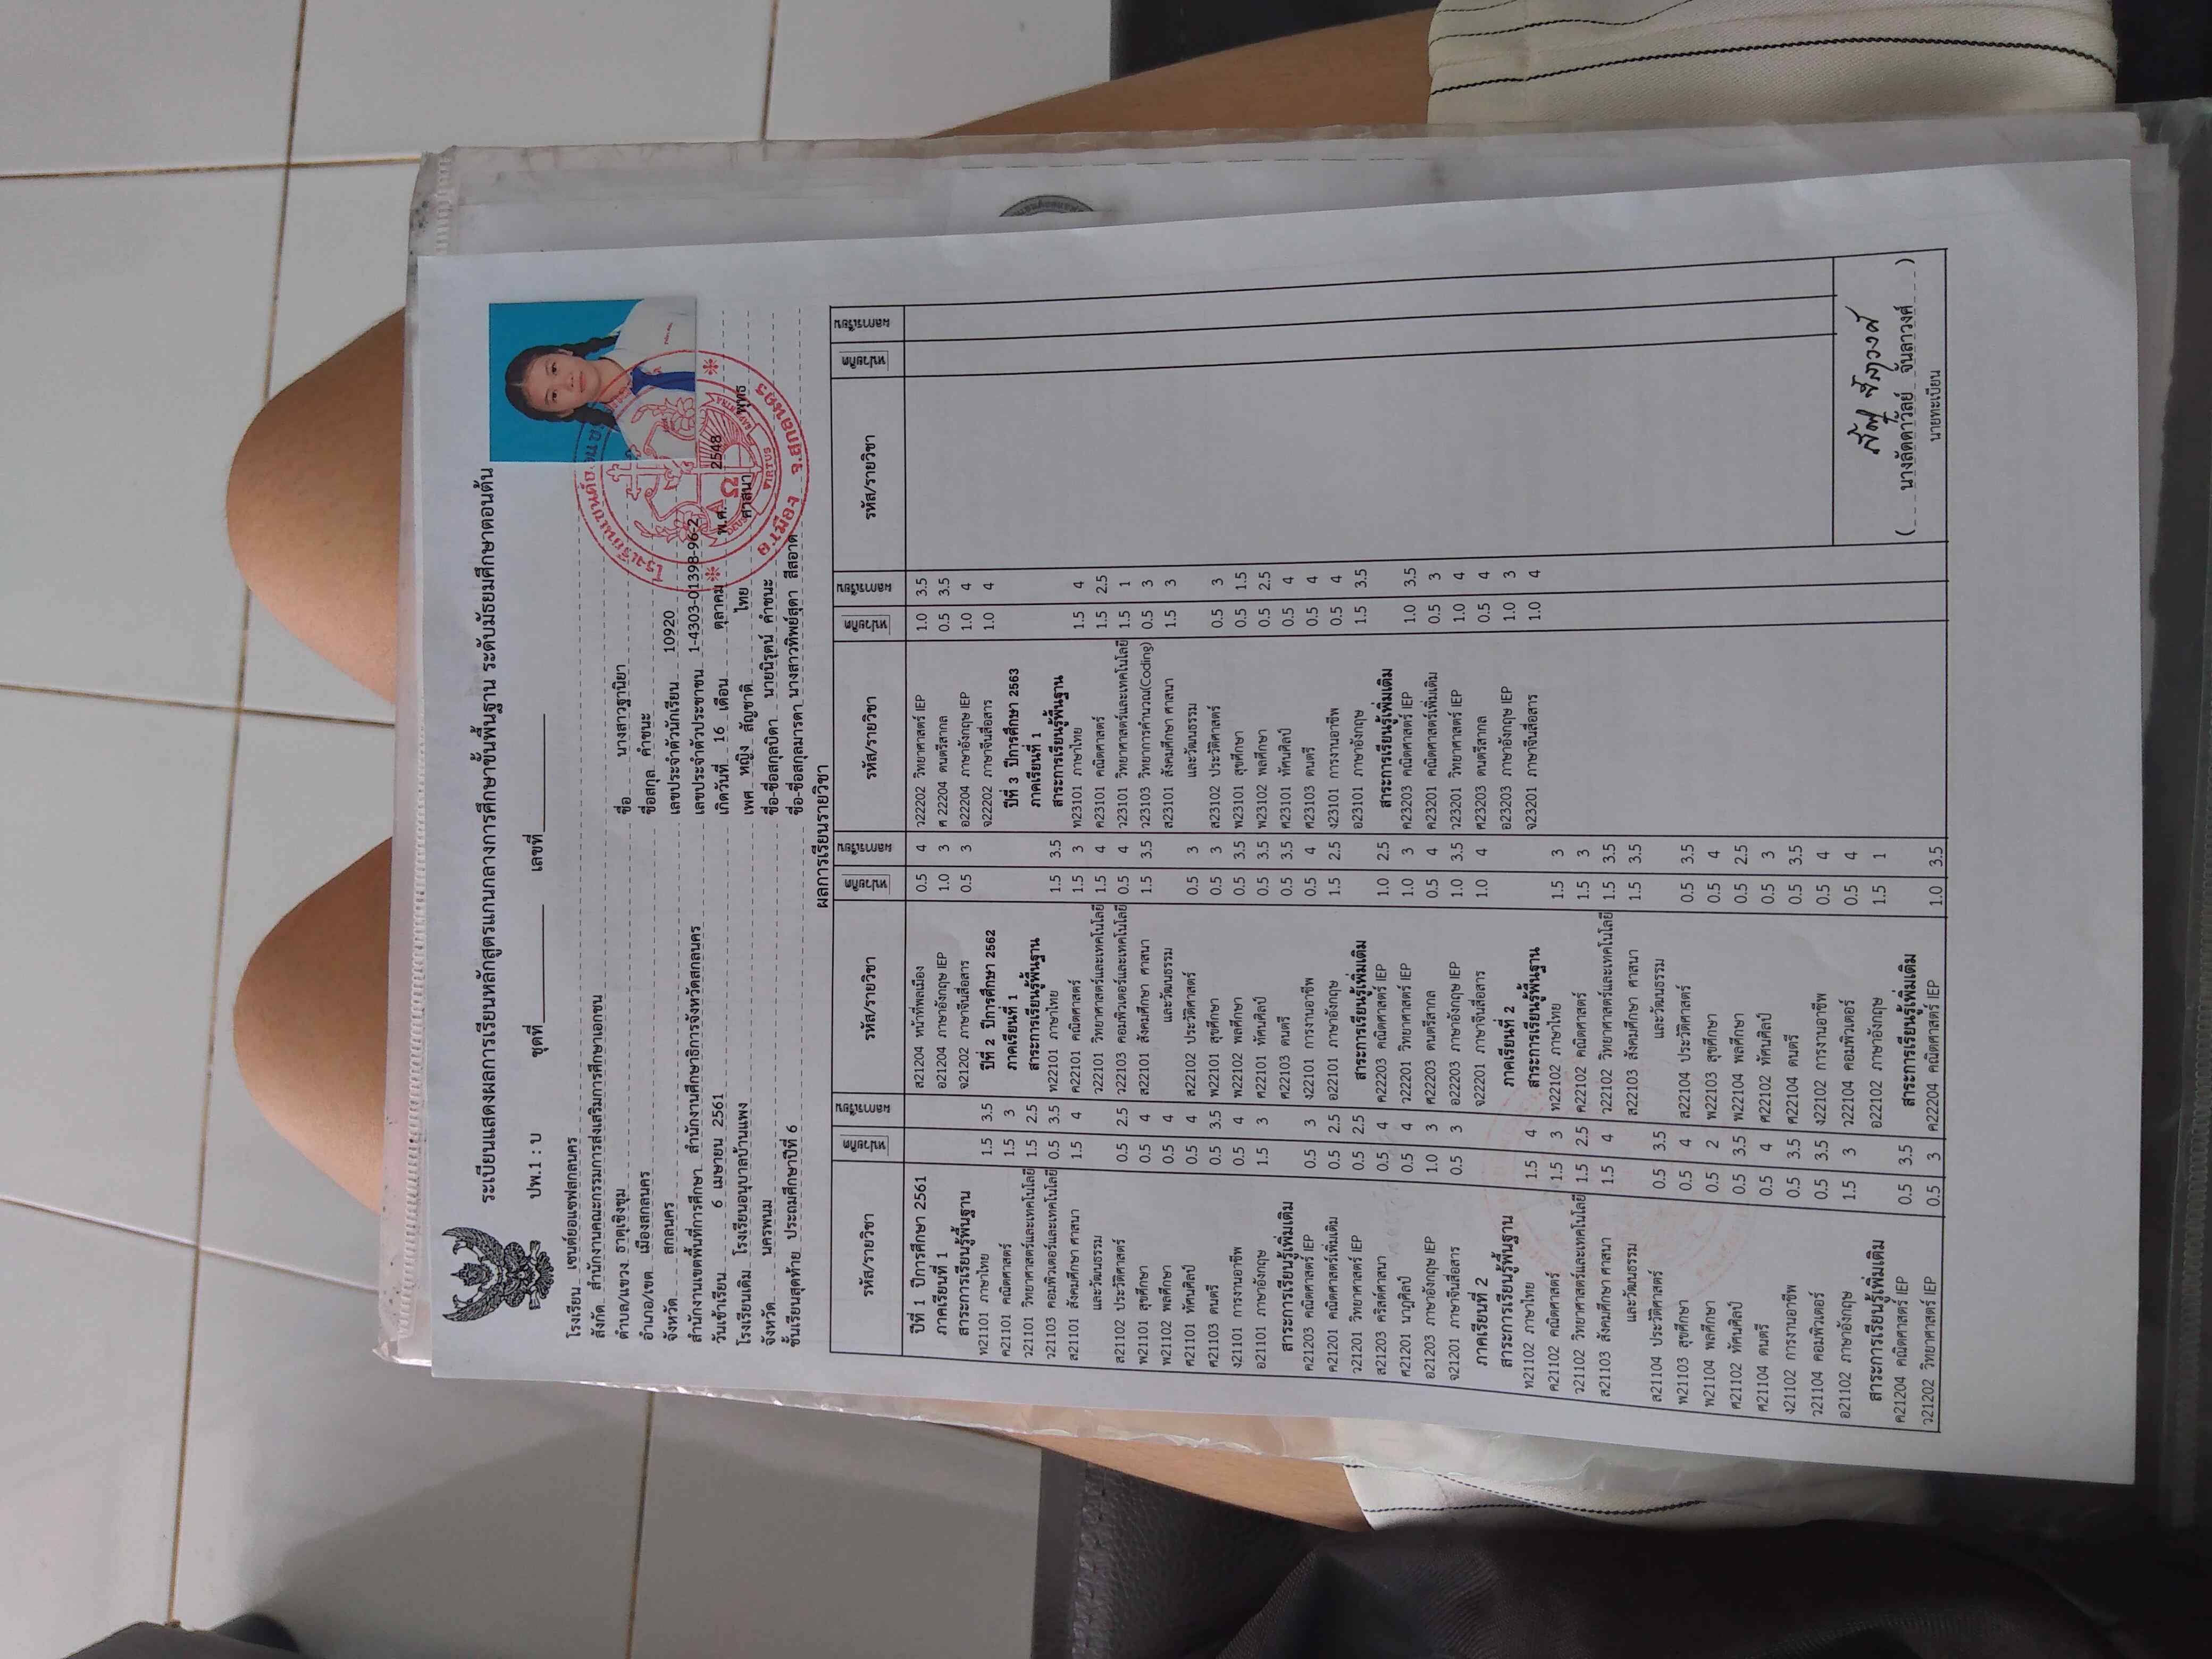 ระเบียนแสดงผลการเรียนหลักสูตรแกนกลางการศึกษาขั้นพื้นฐาน ระดับมัธยมศึกษาตอนต้น
ปพ.1 : บ ชุดที่ เลขที่
โรงเรียน เซนต์ยอแซฟสกลนคร
สังกัด สำนักงานคณะกรรมการส่งเสริมการศึกษาเอกชน
ตำบล/แขวง ธาตุเชิงชุม
อำเภอ/เขต เมืองสกลนคร
จังหวัด สกลนคร
สำนักงานเขตพื้นที่การศึกษา สำนักงานศึกษาธิการจังหวัดสกลนคร
วันเข้าเรียน 6 เมษายน 2561
โรงเรียนเดิม โรงเรียนอนุบาลบ้านแพง
จังหวัด นครพนม
ชั้นเรียนสุดท้าย ประถมศึกษาปีที่ 6
ชื่อ นางสาวฐานิยา
ชื่อสกุล คำชนะ
เลขประจำตัวนักเรียน 10920
เลขประจำตัวประชาชน 1-4303-01398-96-2
เกิดวันที่ 16 เดือน ตุลาคม พ.ศ. 2548
เพศ หญิง สัญชาติ ไทย ศาสนา พุทธ
ชื่อ-ชื่อสกุลบิดา นายนิรุตน์ คำชนะ
ชื่อ-ชื่อสกุลมารดา นางสาวทิพย์สุดา สีสอาด
ผลการเรียนรายวิชา
รหัส/รายวิชา หน่วยกิต ผลการเรียน
ปีที่ 1 ปีการศึกษา 2561
ภาคเรียนที่ 1
สาระการเรียนรู้พื้นฐาน
ท21101 ภาษาไทย 1.5 3.5
ค21101 คณิตศาสตร์ 1.5 3
ว21101 วิทยาศาสตร์และเทคโนโลยี 1.5 2.5
ว21103 คอมพิวเตอร์และเทคโนโลยี 0.5 3.5
ส21101 สังคมศึกษา ศาสนา 1.5 4
และวัฒนธรรม
ส21102 ประวัติศาสตร์ 0.5 2.5
พ21101 สุขศึกษา 0.5 4
พ21102 พลศึกษา 0.5 4
ศ21101 ทัศนศิลป์ 0.5 4
ศ21103 ดนตรี 0.5 3.5
ง21101 การงานอาชีพ 0.5 4
อ21101 ภาษาอังกฤษ 1.5 3
สาระการเรียนรู้เพิ่มเติม
ค21203 คณิตศาสตร์ IEP 0.5 3
ค21201 คณิตศาสตร์เพิ่มเติม 0.5 2.5
ว21201 วิทยาศาสตร์ IEP 0.5 2.5
ส21203 คริสต์ศาสนา 0.5 4
ศ21201 นาฏศิลป์ 0.5 4
อ21203 ภาษาอังกฤษ IEP 1.0 3
จ21201 ภาษาจีนสื่อสาร 0.5 3
ภาคเรียนที่ 2
สาระการเรียนรู้พื้นฐาน
ท21102 ภาษาไทย 1.5 4
ค21102 คณิตศาสตร์ 1.5 3
ว21102 วิทยาศาสตร์และเทคโนโลยี 1.5 2.5
ส21103 สังคมศึกษา ศาสนา 1.5 4
และวัฒนธรรม
ส21104 ประวัติศาสตร์ 0.5 3.5
พ21103 สุขศึกษา 0.5 4
พ21104 พลศึกษา 0.5 2
ศ21102 ทัศนศิลป์ 0.5 3.5
ศ21104 ดนตรี 0.5 4
ง21102 การงานอาชีพ 0.5 3.5
ว21104 คอมพิวเตอร์ 0.5 3.5
อ21102 ภาษาอังกฤษ 1.5 3
สาระการเรียนรู้เพิ่มเติม
ค21204 คณิตศาสตร์ IEP 0.5 3.5
ว21202 วิทยาศาสตร์ IEP 0.5 3
รหัส/รายวิชา หน่วยกิต ผลการเรียน
ส21204 หน้าที่พลเมือง 0.5 4
อ21204 ภาษาอังกฤษ IEP 1.0 3
จ21202 ภาษาจีนสื่อสาร 0.5 3
ปีที่ 2 ปีการศึกษา 2562
ภาคเรียนที่ 1
สาระการเรียนรู้พื้นฐาน
ท22101 ภาษาไทย 1.5 3.5
ค22101 คณิตศาสตร์ 1.5 3
ว22101 วิทยาศาสตร์และเทคโนโลยี 1.5 4
ว22103 คอมพิวเตอร์และเทคโนโลยี 0.5 4
ส22101 สังคมศึกษา ศาสนา 1.5 3.5
และวัฒนธรรม
ส22102 ประวัติศาสตร์ 0.5 3
พ22101 สุขศึกษา 0.5 3
พ22102 พลศึกษา 0.5 3.5
ศ22101 ทัศนศิลป์ 0.5 3.5
ศ22103 ดนตรี 0.5 3.5
ง22101 การงานอาชีพ 0.5 4
อ22101 ภาษาอังกฤษ 1.5 2.5
สาระการเรียนรู้เพิ่มเติม
ค22203 คณิตศาสตร์ IEP 1.0 2.5
ว22201 วิทยาศาสตร์ IEP 1.0 3
ศ22203 ดนตรีสากล 0.5 4
อ22203 ภาษาอังกฤษ IEP 1.0 3.5
จ22201 ภาษาจีนสื่อสาร 1.0 4
ภาคเรียนที่ 2
สาระการเรียนรู้พื้นฐาน
ท22102 ภาษาไทย 1.5 3
ค22102 คณิตศาสตร์ 1.5 3
ว22102 วิทยาศาสตร์และเทคโนโลยี 1.5 3.5
ส22103 สังคมศึกษา ศาสนา 1.5 3.5
และวัฒนธรรม
ส22104 ประวัติศาสตร์ 0.5 3.5
พ22103 สุขศึกษา 0.5 4
พ22104 พลศึกษา 0.5 2.5
ศ22102 ทัศนศิลป์ 0.5 3
ศ22104 ดนตรี 0.5 3.5
ง22102 การงานอาชีพ 0.5 4
ว22104 คอมพิวเตอร์ 0.5 4
อ22102 ภาษาอังกฤษ 1.5 1
สาระการเรียนรู้เพิ่มเติม
ค22204 คณิตศาสตร์ IEP 1.0 3.5
รหัส/รายวิชา หน่วยกิต ผลการเรียน
ว22202 วิทยาศาสตร์ IEP 1.0 3.5
ศ 22204 ดนตรีสากล 0.5 3.5
อ22204 ภาษาอังกฤษ IEP 1.0 4
จ22202 ภาษาจีนสื่อสาร 1.0 4
ปีที่ 3 ปีการศึกษา 2563
ภาคเรียนที่ 1
สาระการเรียนรู้พื้นฐาน
ท23101 ภาษาไทย 1.5 4
ค23101 คณิตศาสตร์ 1.5 2.5
ว23101 วิทยาศาสตร์และเทคโนโลยี 1.5 1
ว23103 วิทยาการคำนวณ(Coding) 0.5 3
ส23101 สังคมศึกษา ศาสนา 1.5 3
และวัฒนธรรม
ส23102 ประวัติศาสตร์ 0.5 3
พ23101 สุขศึกษา 0.5 1.5
พ23102 พลศึกษา 0.5 2.5
ศ23101 ทัศนศิลป์ 0.5 4
ศ23103 ดนตรี 0.5 4
ง23101 การงานอาชีพ 0.5 4
อ23101 ภาษาอังกฤษ 1.5 3.5
สาระการเรียนรู้เพิ่มเติม
ค23203 คณิตศาสตร์ IEP 1.0 3.5
ค23201 คณิตศาสตร์เพิ่มเติม 0.5 3
ว23201 วิทยาศาสตร์ IEP 1.0 4
ศ23203 ดนตรีสากล 0.5 4
อ23203 ภาษาอังกฤษ IEP 1.0 3
จ23201 ภาษาจีนสื่อสาร 1.0 4
รหัส/รายวิชา หน่วยกิต ผลการเรียน
( นางลัดดาวัลย์ จันลาวงศ์ )
นายทะเบียน